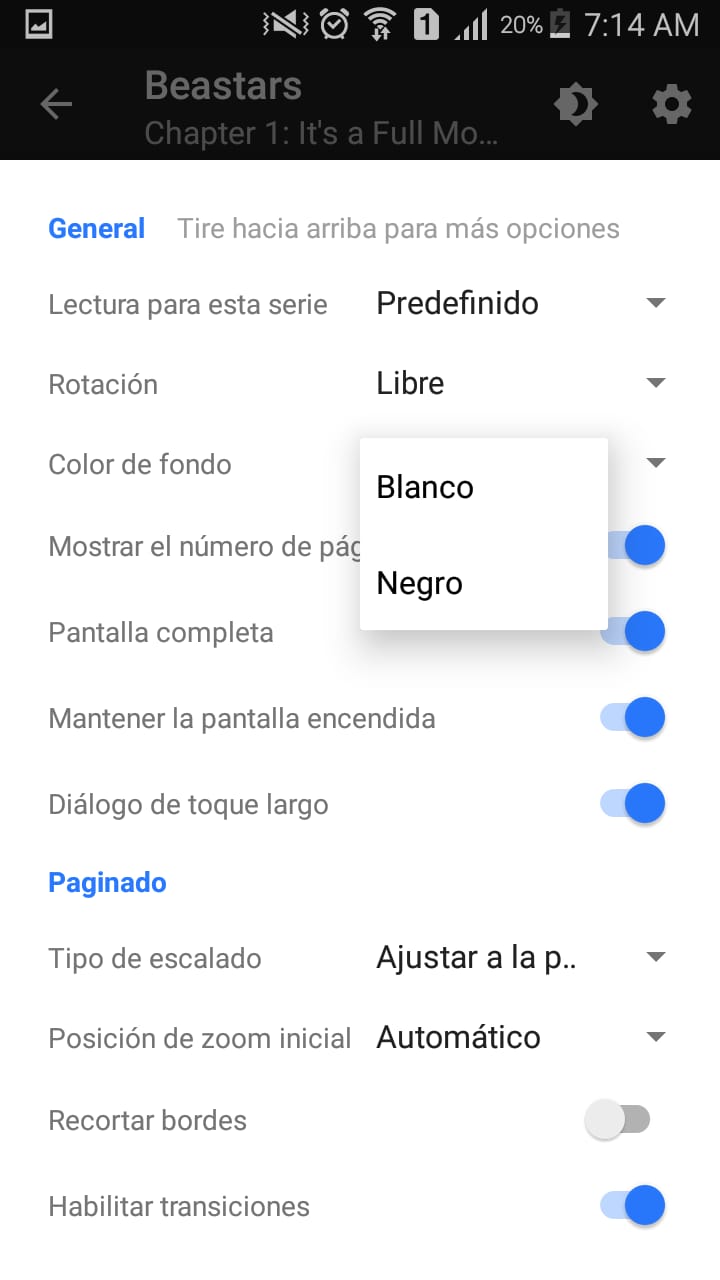 1 20% 7:14 AM
Beastars
Chapter 1: It's a Full Mo...
General Tire hacia arriba para más opciones
Lectura para esta serie Predefinido
Rotación Libre
Color de fondo
Blanco
Mostrar el número de pág
Negro
Pantalla completa
Mantener la pantalla encendida
Diálogo de toque largo
Paginado
Tipo de escalado Ajustar a la p..
Posición de zoom inicial Automático
Recortar bordes
Habilitar transiciones